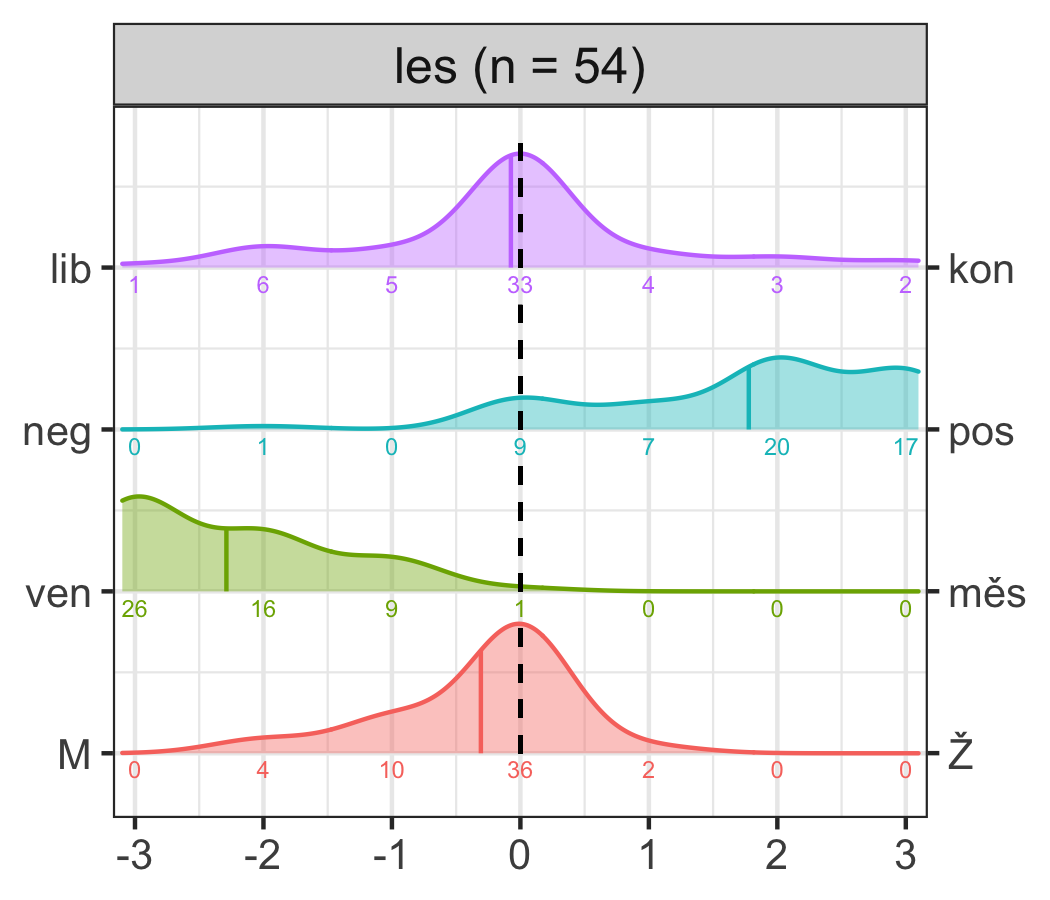 les (n = 54)
lib kon
1 6 5 33 4 3 2
neg pos
0 1 0 9 7 20 17
ven měs
26 16 9 1 0 0 0
M Ž
0 4 10 36 2 0 0
-3 -2 -1 0 1 2 3